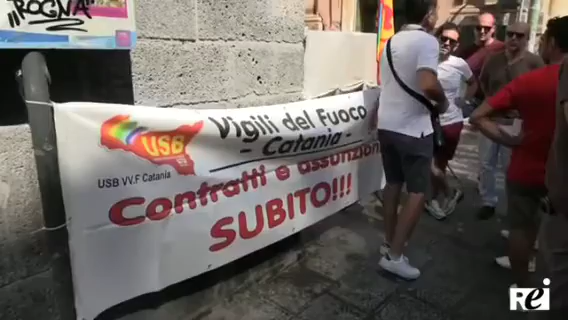 ROGNA
USB
Vigili del Fuoco
- Catania -
USB VV.F Catania
Contratti e assunzioni
SUBITO!!!
Rei